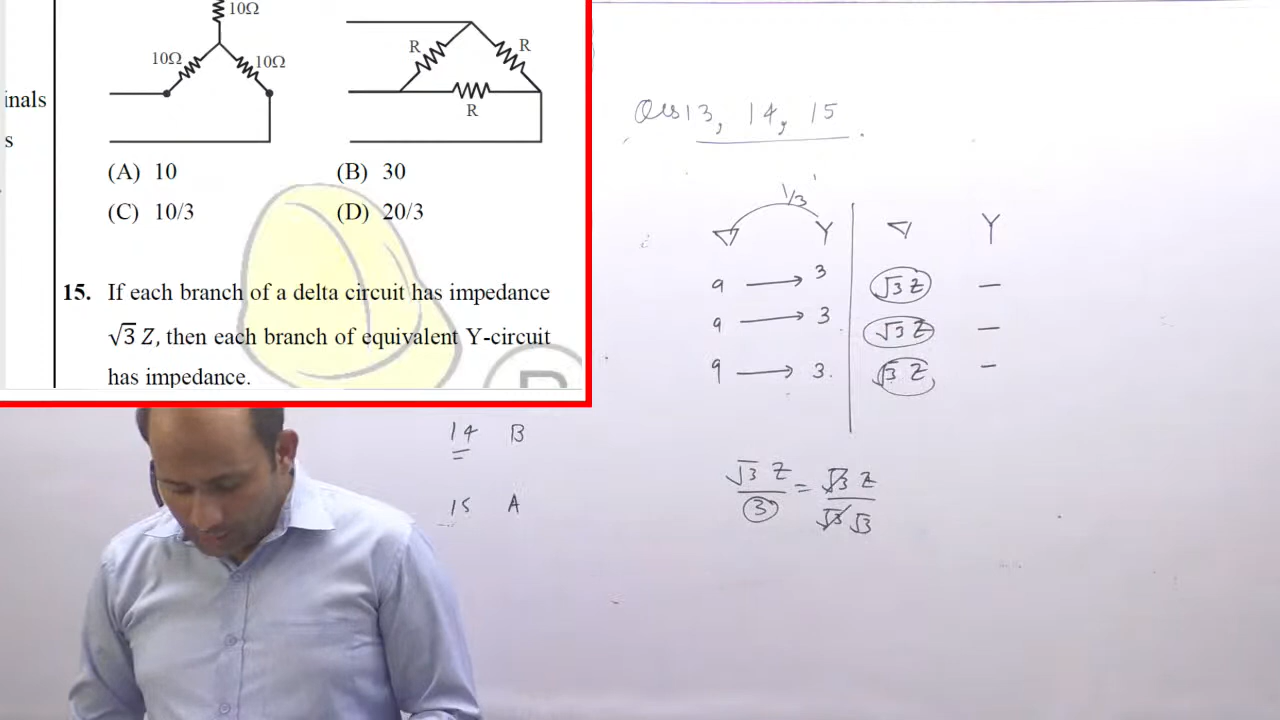 10Ω
10Ω
10Ω
R
R
R
inals
s
(A) 10
(B) 30
(C) 10/3
(D) 20/3
15. If each branch of a delta circuit has impedance
√3 Z, then each branch of equivalent Y-circuit
has impedance.
Ques 13, 14, 15
1/3
▽ Y ▽ Y
9 → 3 √3 Z —
9 → 3 √3 Z —
9 → 3. √3 Z —
14 B
15 A
√3 Z / 3 = √3 Z / √3 √3